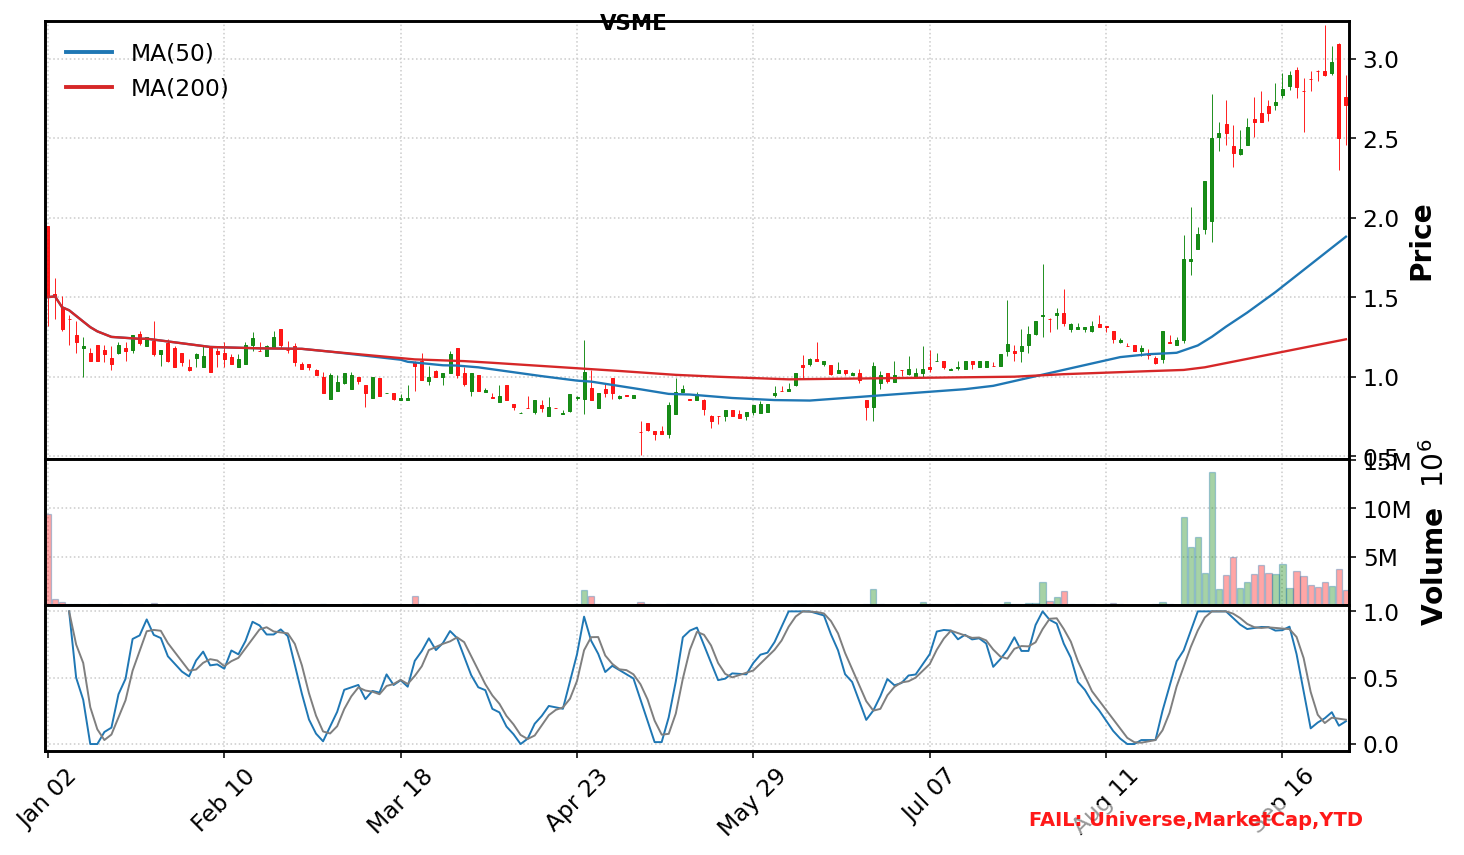 VSME
MA(50)
MA(200)
3.0
2.5
2.0
1.5
1.0
0.5
Price
15M
10M
5M
Volume 10^6
1.0
0.5
0.0
Jan 02
Feb 10
Mar 18
Apr 23
May 29
Jul 07
Aug 11
Sep 16
FAIL: Universe,MarketCap,YTD